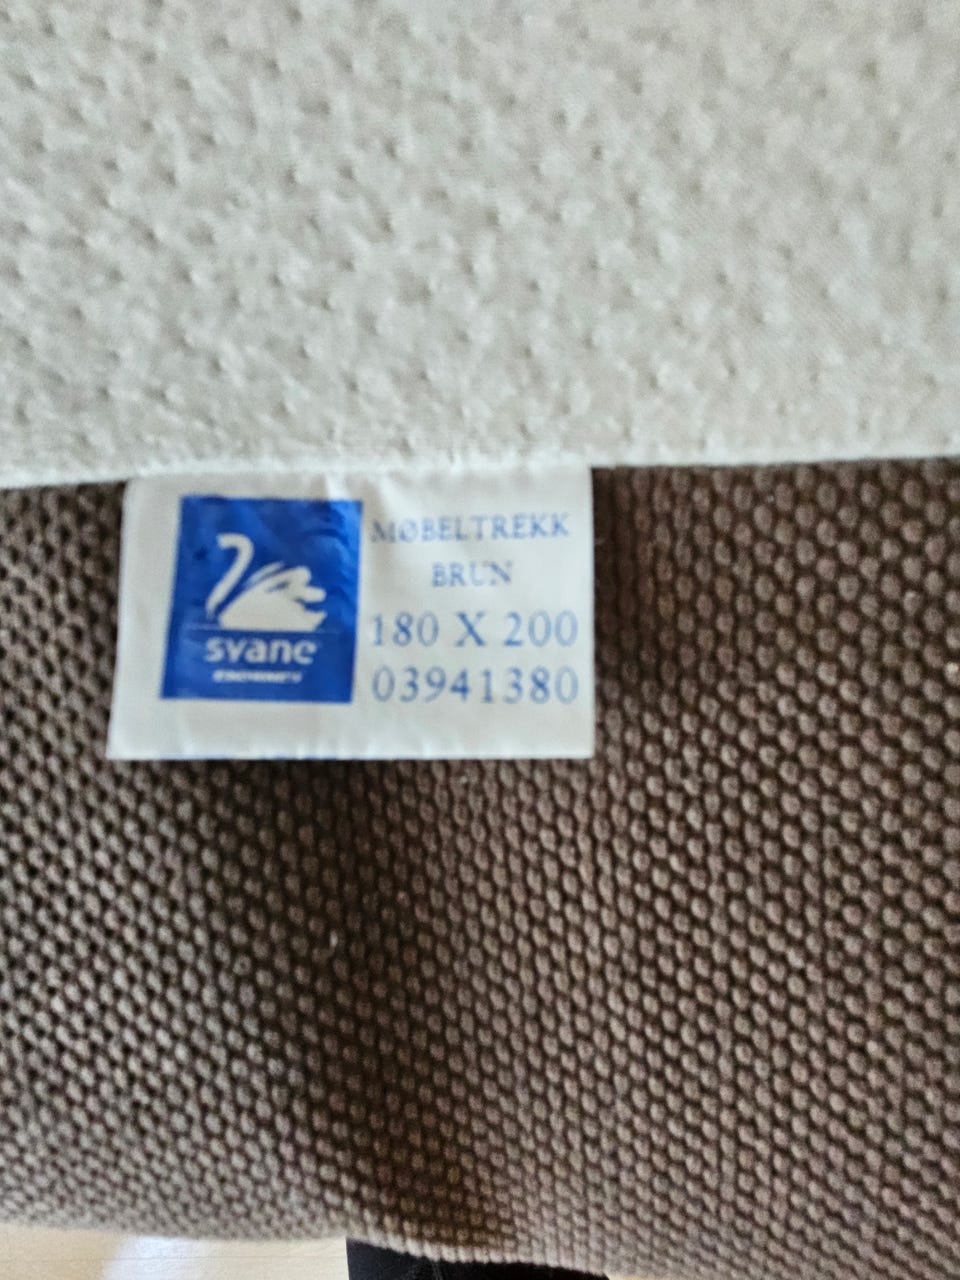 MØBELTREKK
BRUN
180 X 200
03941380
svane